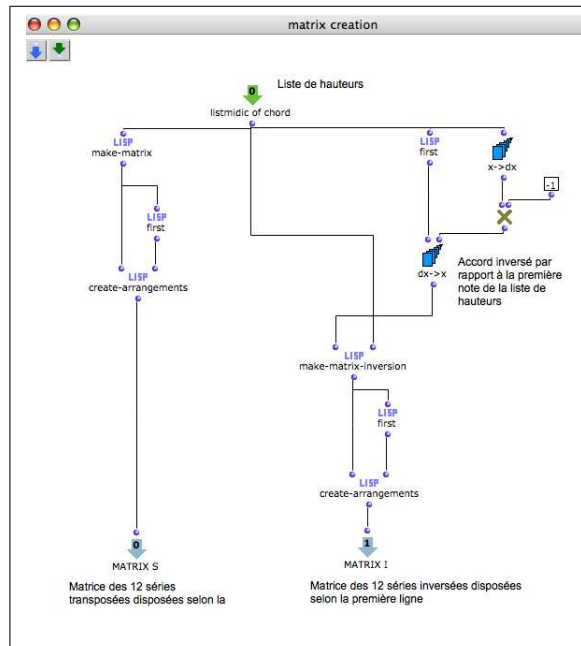 matrix creation
0
Liste de hauteurs
listmidic of chord
LISP
make-matrix
LISP
first
x->dx
LISP
first
-1
create-arrangements
LISP
dx->x
Accord inversé par
rapport à la première
note de la liste de
hauteurs
LISP
make-matrix-inversion
LISP
first
LISP
create-arrangements
0
MATRIX S
1
MATRIX I
Matrice des 12 séries
transposées disposées selon la
Matrice des 12 séries inversées disposées
selon la première ligne